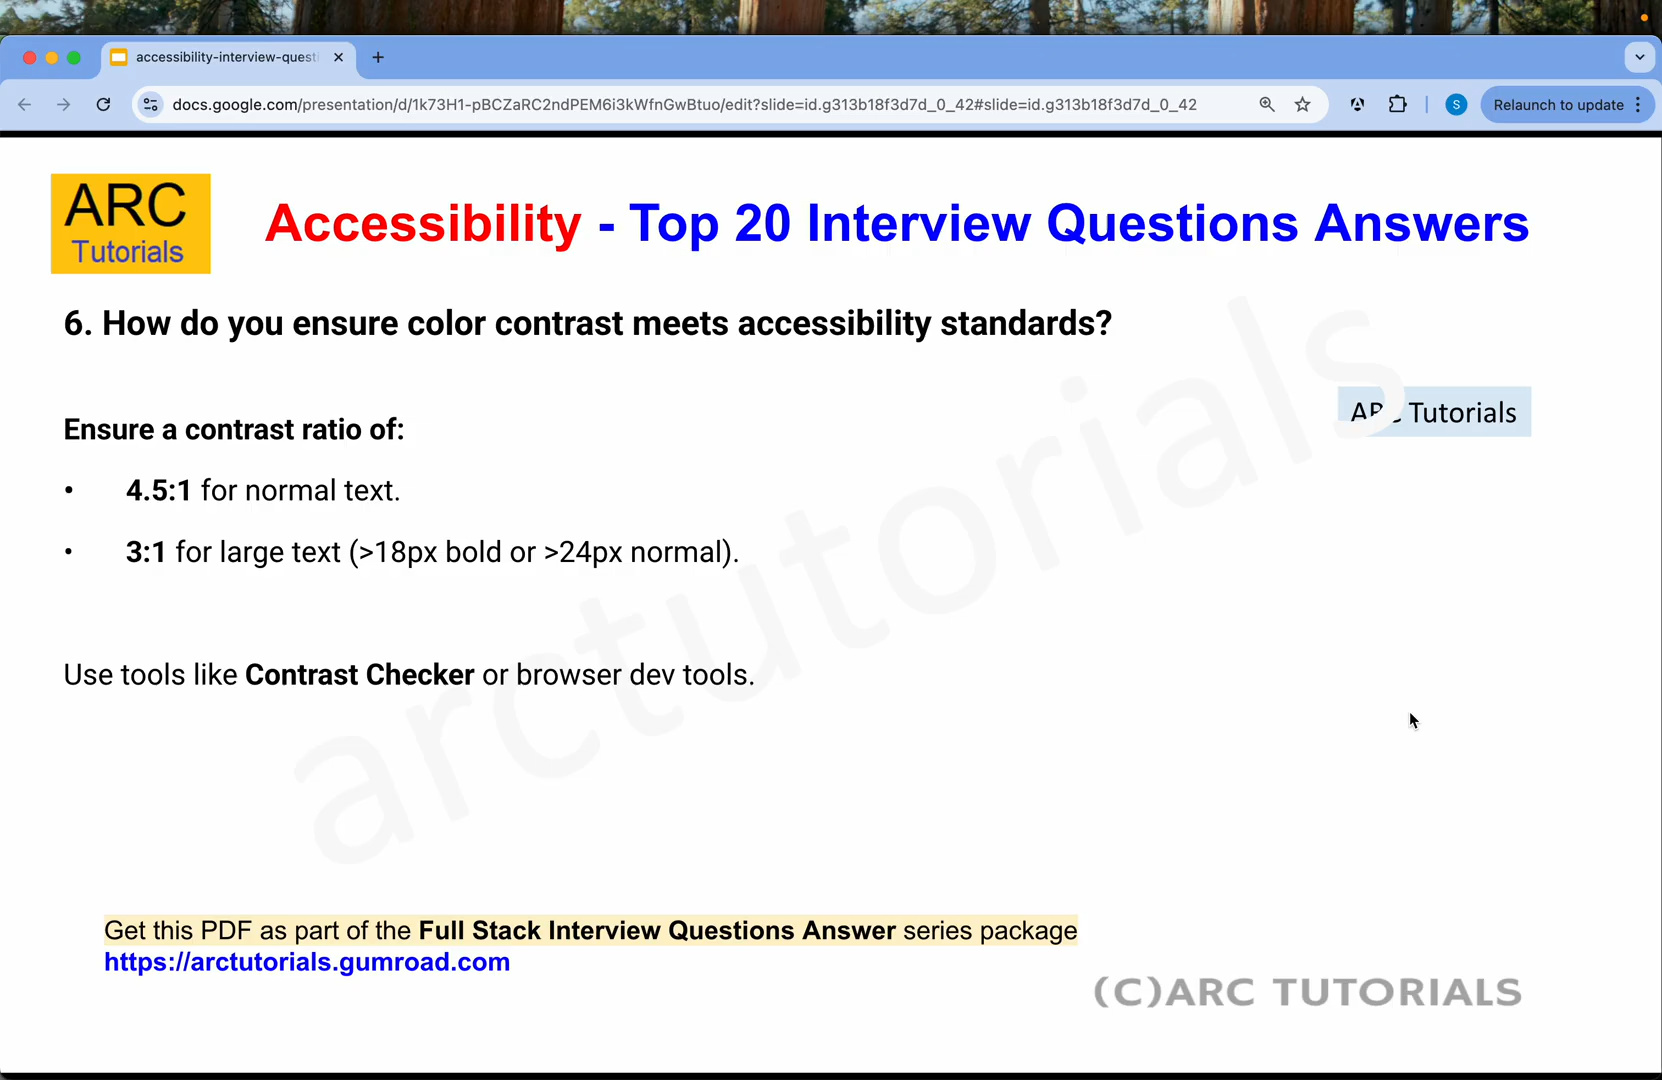 accessibility-interview-questi
docs.google.com/presentation/d/1k73H1-pBCZaRC2ndPEM6i3kWfnGwBtuo/edit?slide=id.g313b18f3d7d_0_42#slide=id.g313b18f3d7d_0_42
S
Relaunch to update
ARC
Tutorials
Accessibility - Top 20 Interview Questions Answers
6. How do you ensure color contrast meets accessibility standards?
ARC Tutorials
Ensure a contrast ratio of:
• 4.5:1 for normal text.
• 3:1 for large text (>18px bold or >24px normal).
Use tools like Contrast Checker or browser dev tools.
arctutorials
Get this PDF as part of the Full Stack Interview Questions Answer series package
https://arctutorials.gumroad.com
(C)ARC TUTORIALS